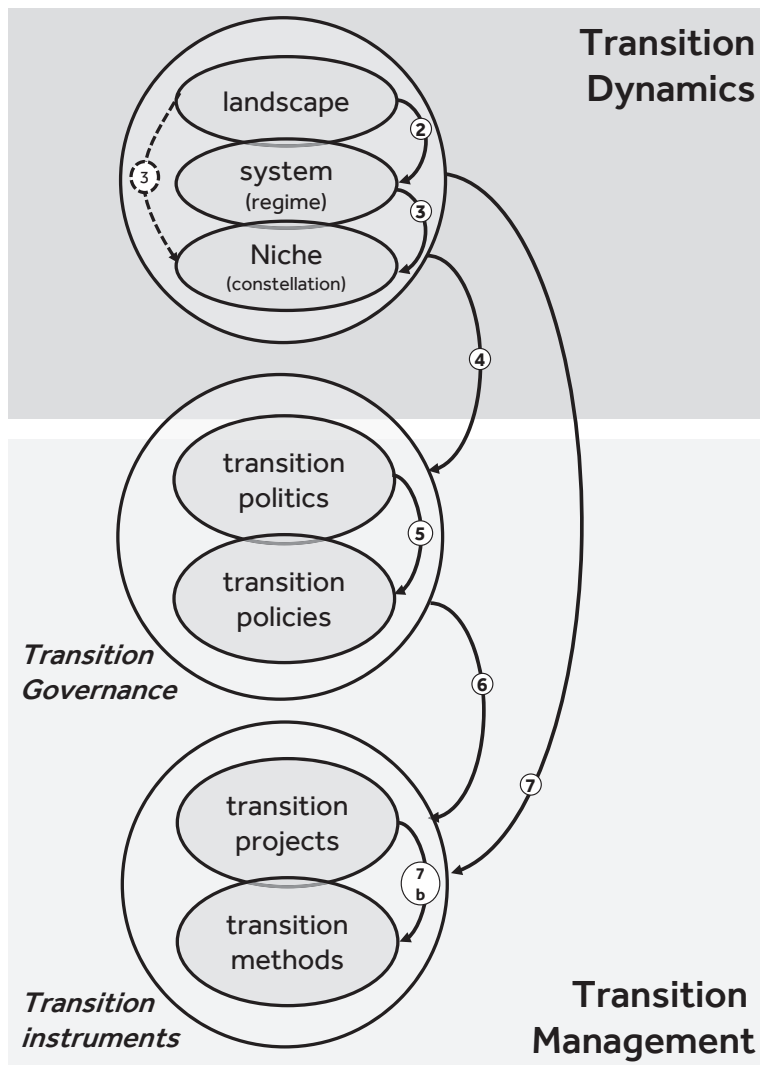 Transition
Dynamics
landscape
2
system
(regime)
3
3
Niche
(constellation)
4
transition
politics
5
transition
policies
Transition
Governance
6
transition
projects
7
7
b
transition
methods
Transition
instruments
Transition
Management